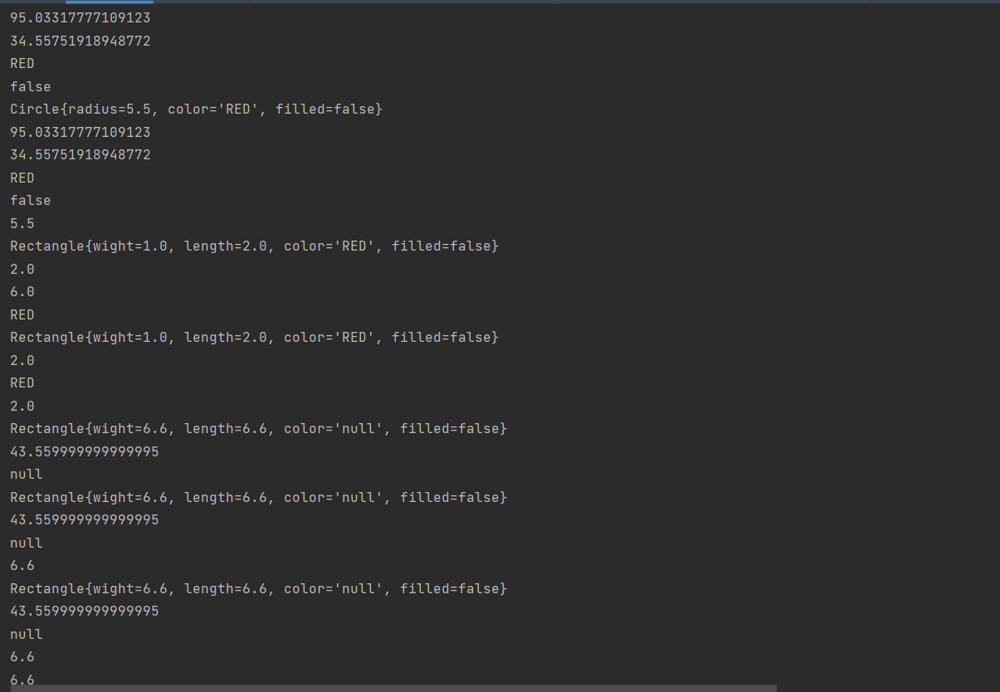 95.03317777109123
34.55751918948772
RED
false
Circle{radius=5.5, color='RED', filled=false}
95.03317777109123
34.55751918948772
RED
false
5.5
Rectangle{wight=1.0, length=2.0, color='RED', filled=false}
2.0
6.0
RED
Rectangle{wight=1.0, length=2.0, color='RED', filled=false}
2.0
RED
2.0
Rectangle{wight=6.6, length=6.6, color='null', filled=false}
43.559999999999995
null
Rectangle{wight=6.6, length=6.6, color='null', filled=false}
43.559999999999995
null
6.6
Rectangle{wight=6.6, length=6.6, color='null', filled=false}
43.559999999999995
null
6.6
6.6